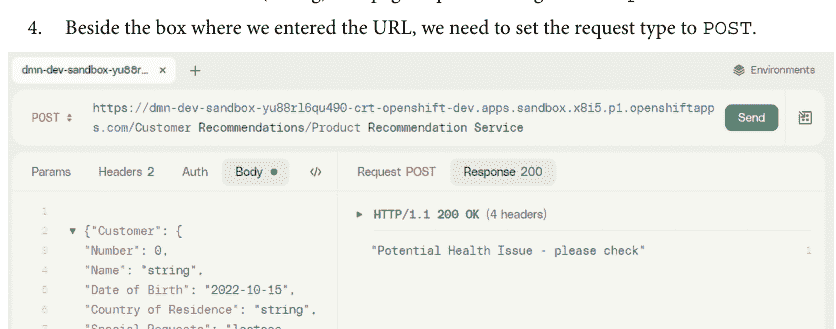 4. Beside the box where we entered the URL, we need to set the request type to POST.
dmn-dev-sandbox-yu88r... × +
Environments
POST
https://dmn-dev-sandbox-yu88rl6qu490-crt-openshift-dev.apps.sandbox.x8i5.p1.openshiftapp
s.com/Customer Recommendations/Product Recommendation Service
Send
Params Headers 2 Auth Body </> Request POST Response 200
1
2 {"Customer": {
3 "Number": 0,
4 "Name": "string",
5 "Date of Birth": "2022-10-15",
6 "Country of Residence": "string",
HTTP/1.1 200 OK (4 headers)
"Potential Health Issue - please check" 1